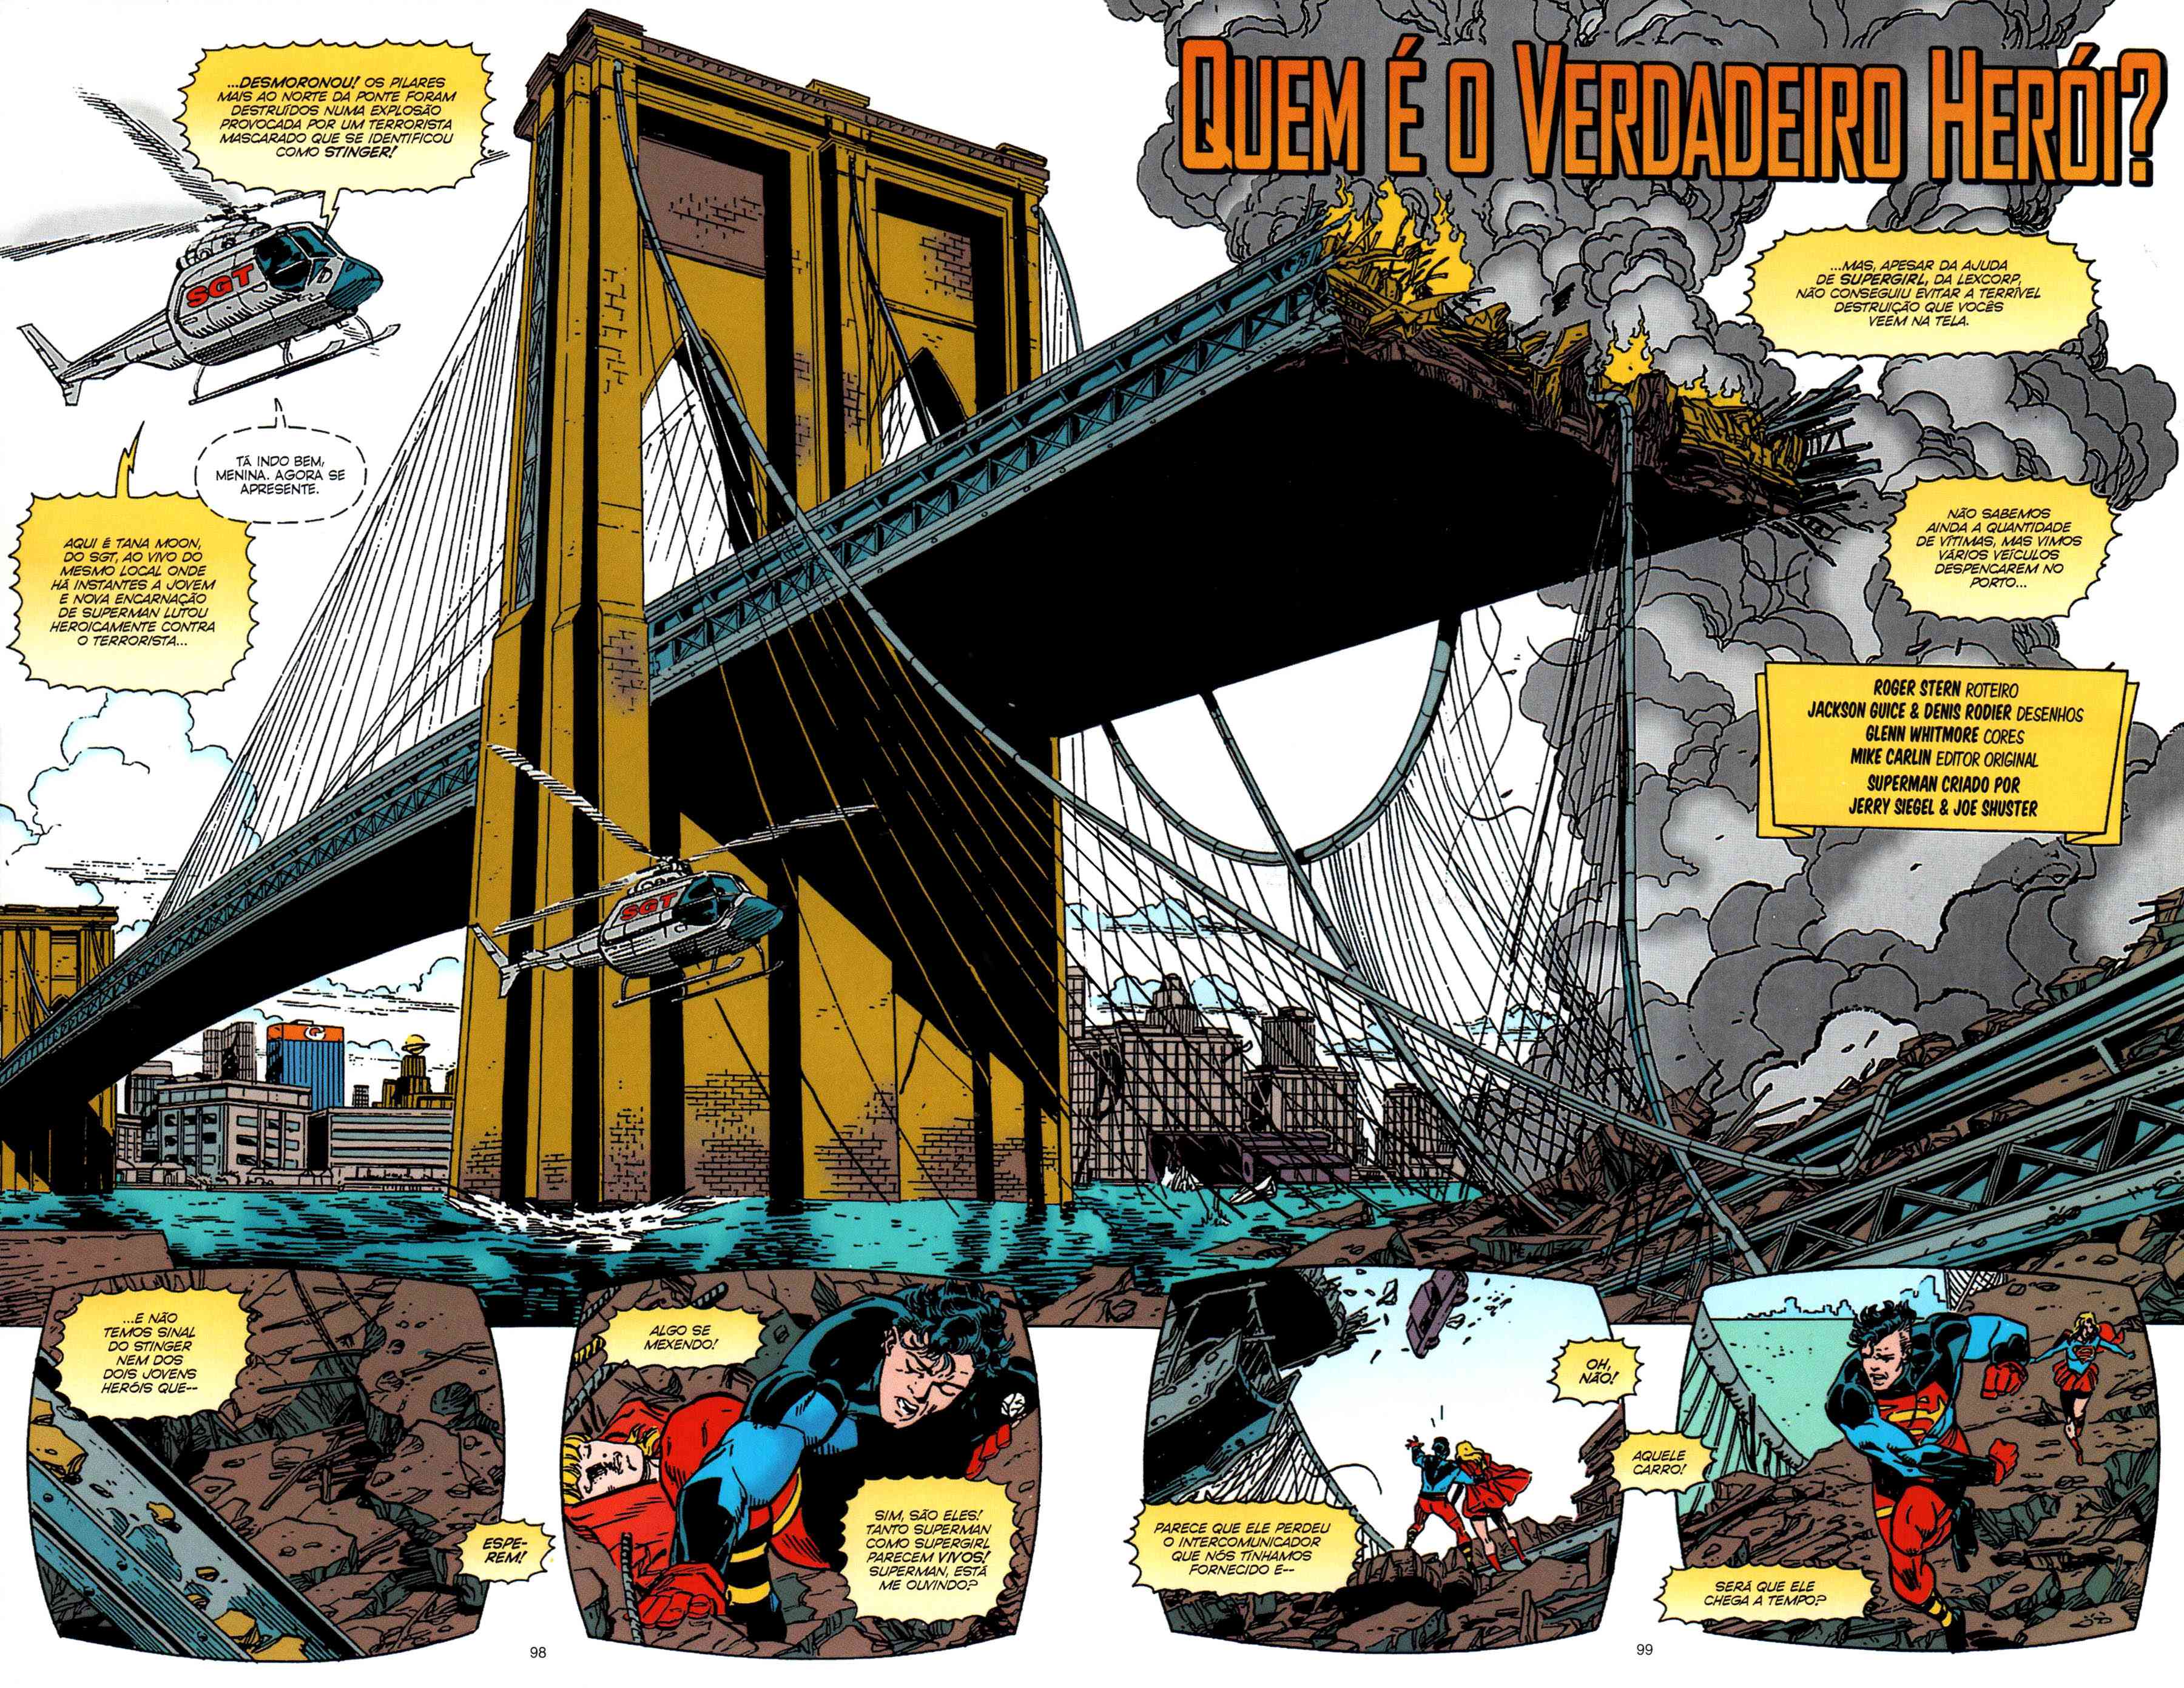 QUEM É O VERDADEIRO HERÓI?
...DESMORONOU! OS PILARES
MAIS AO NORTE DA PONTE FORAM
DESTRUÍDOS NUMA EXPLOSÃO
PROVOCADA POR UM TERRORISTA
MASCARADO QUE SE IDENTIFICOU
COMO STINGER!
SGT
TÁ INDO BEM,
MENINA. AGORA SE
APRESENTE.
AQUI É TANA MOON,
DO SGT, AO VIVO DO
MESMO LOCAL ONDE
HÁ INSTANTES A JOVEM
E NOVA ENCARNAÇÃO
DE SUPERMAN LUTOU
HEROICAMENTE CONTRA
O TERRORISTA...
SGT
...MAS, APESAR DA AJUDA
DE SUPERGIRL, DA LEXCORP,
NÃO CONSEGUIU EVITAR A TERRÍVEL
DESTRUIÇÃO QUE VOCÊS
VEEM NA TELA.
NÃO SABEMOS
AINDA A QUANTIDADE
DE VÍTIMAS, MAS VIMOS
VÁRIOS VEÍCULOS
DESPENCAREM NO
PORTO...
ROGER STERN ROTEIRO
JACKSON GUICE & DENIS RODIER DESENHOS
GLENN WHITMORE CORES
MIKE CARLIN EDITOR ORIGINAL
SUPERMAN CRIADO POR
JERRY SIEGEL & JOE SHUSTER
...E NÃO
TEMOS SINAL
DO STINGER
NEM DOS
DOIS JOVENS
HERÓIS QUE--
ESPE-
REM!
ALGO SE
MEXENDO!
SIM, SÃO ELES!
TANTO SUPERMAN
COMO SUPERGIRL
PARECEM VIVOS!
SUPERMAN, ESTÁ
ME OUVINDO?
PARECE QUE ELE PERDEU
O INTERCOMUNICADOR
QUE NÓS TÍNHAMOS
FORNECIDO E--
OH,
NÃO!
AQUELE
CARRO!
SERÁ QUE ELE
CHEGA A TEMPO?
98
99